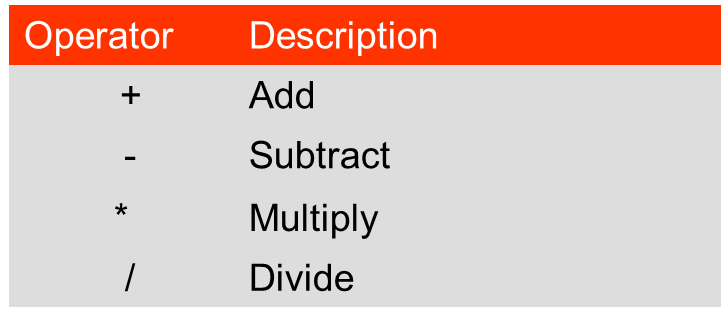 Operator Description
+ Add
- Subtract
* Multiply
/ Divide